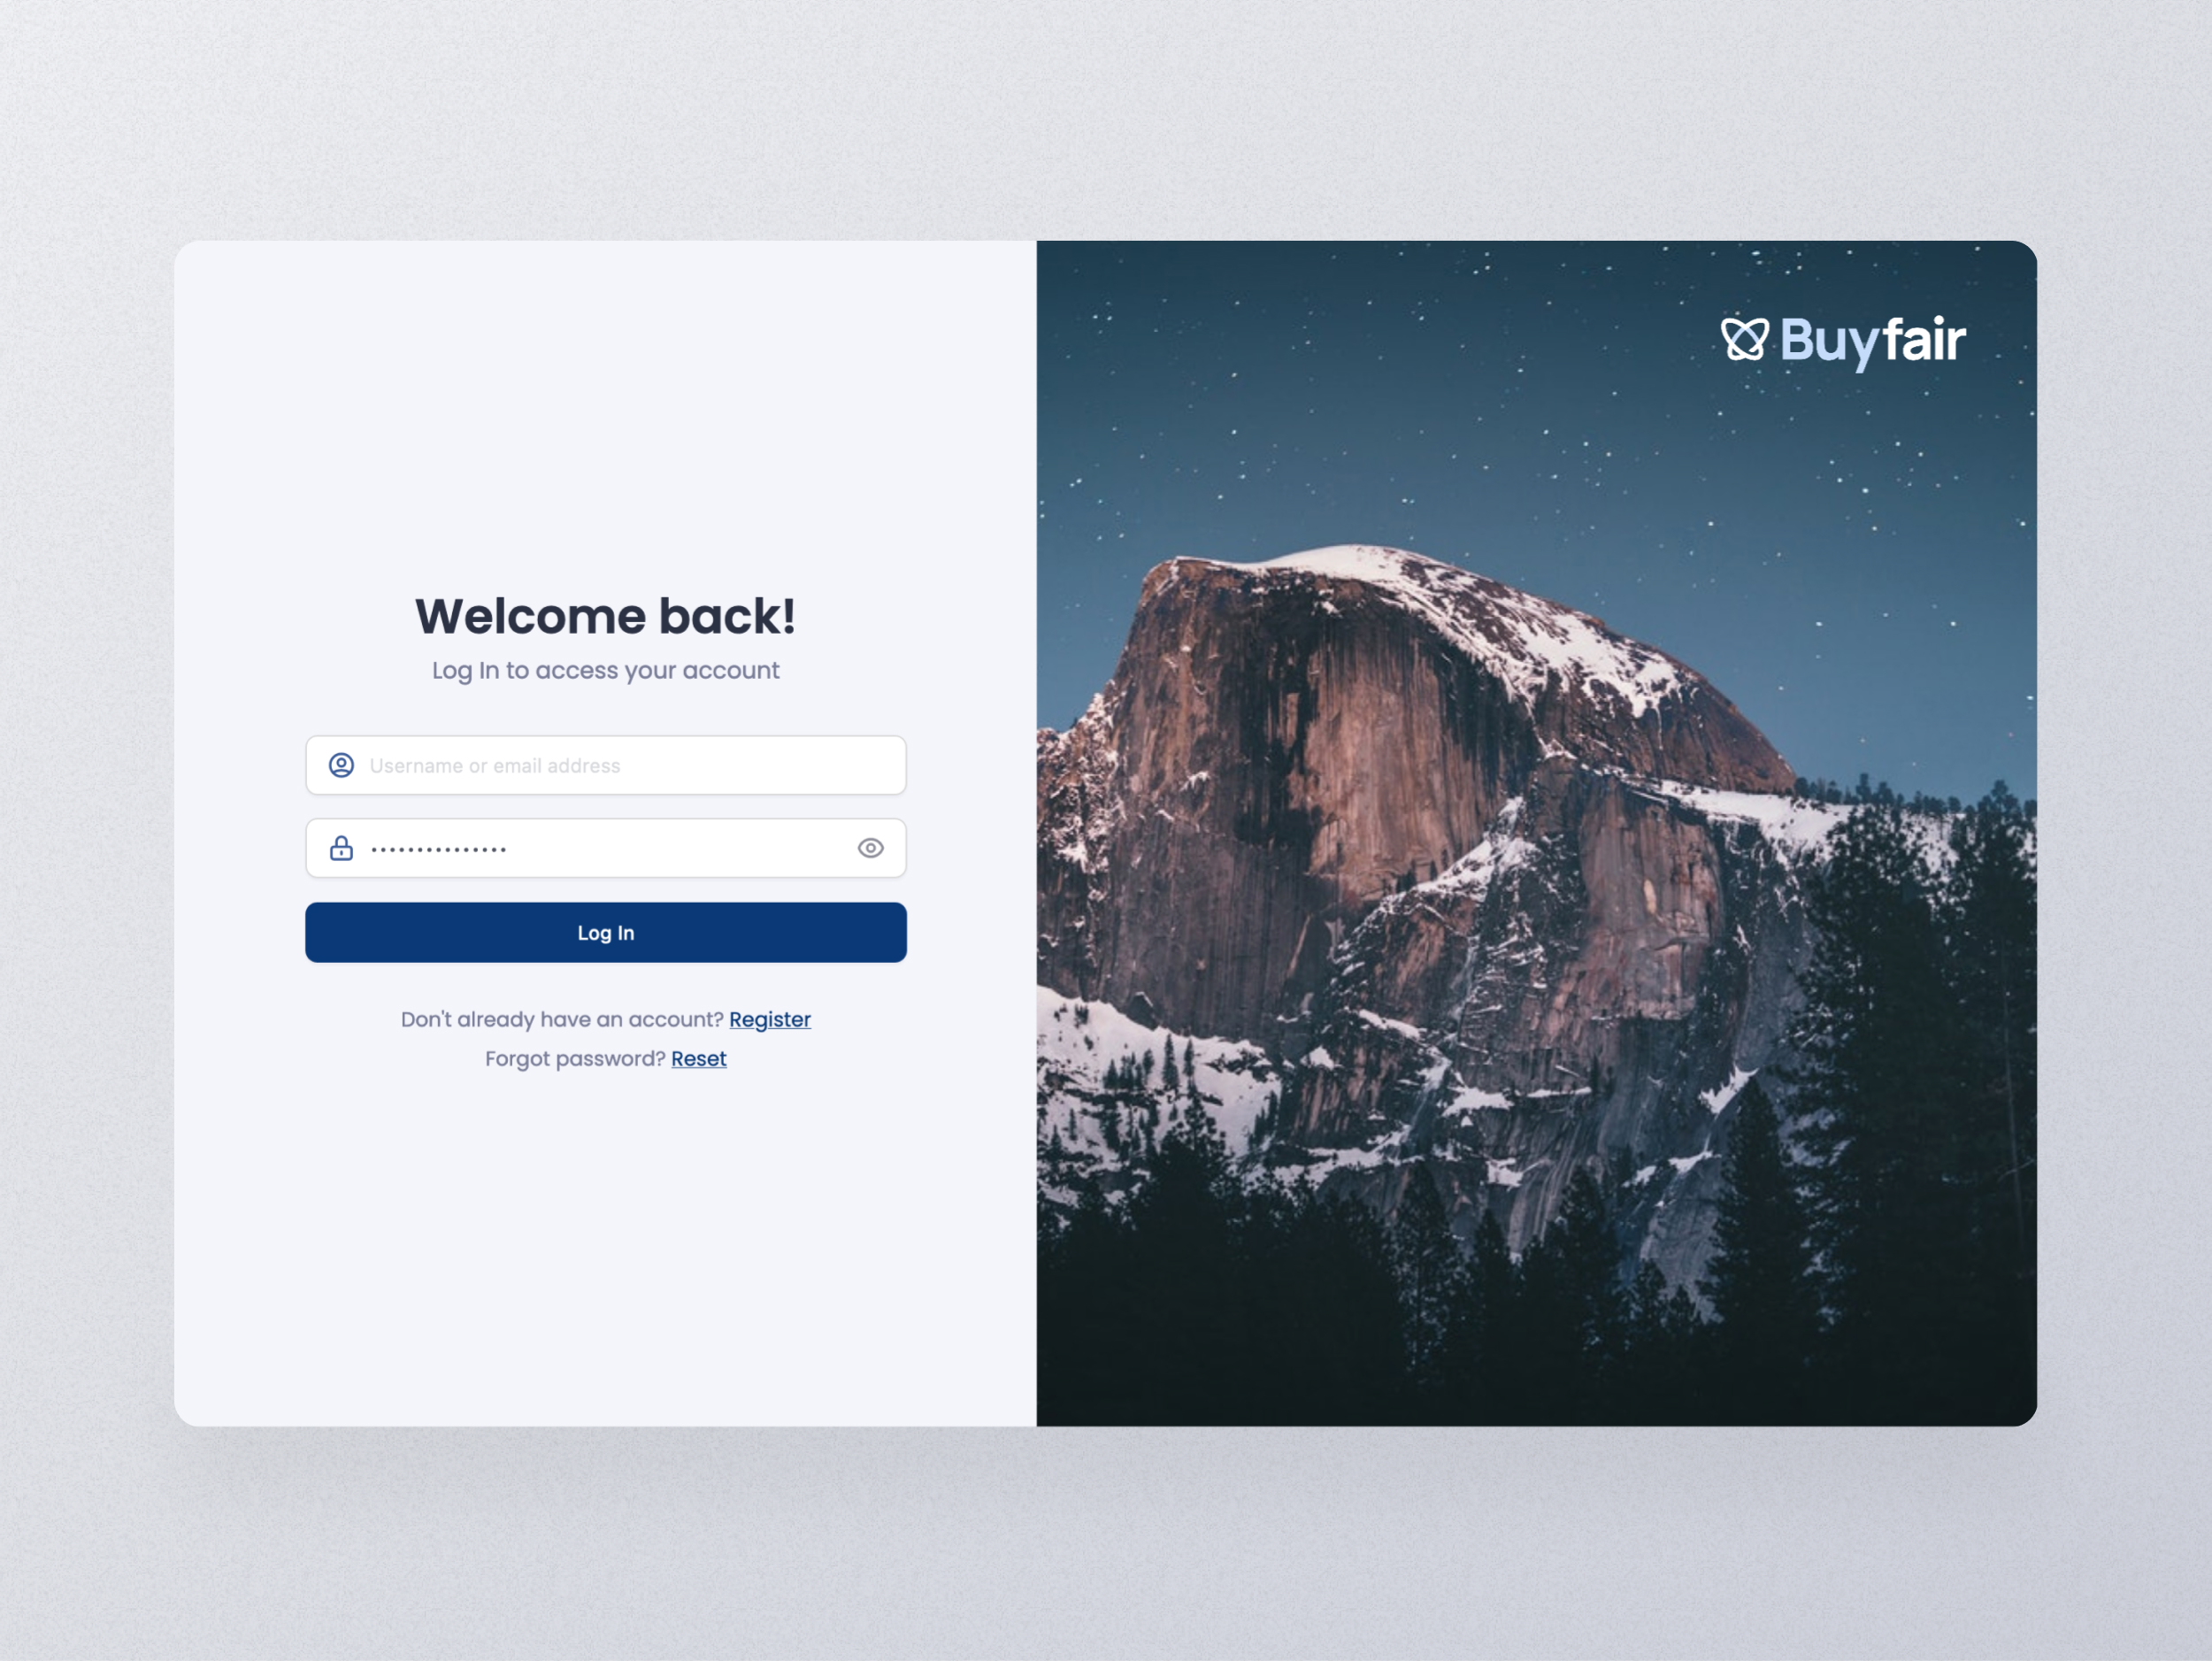 Buyfair
Welcome back!
Log In to access your account
Username or email address
•••••••••••••••
Log In
Don't already have an account? Register
Forgot password? Reset